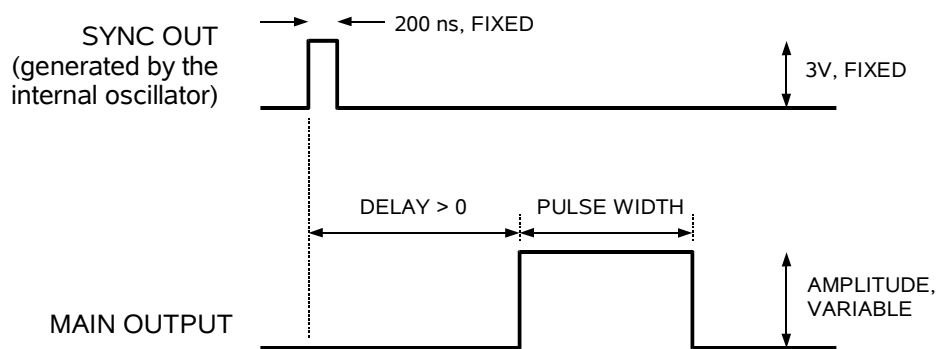 200 ns, FIXED
SYNC OUT
(generated by the
internal oscillator)
3V, FIXED
DELAY > 0
PULSE WIDTH
AMPLITUDE,
VARIABLE
MAIN OUTPUT